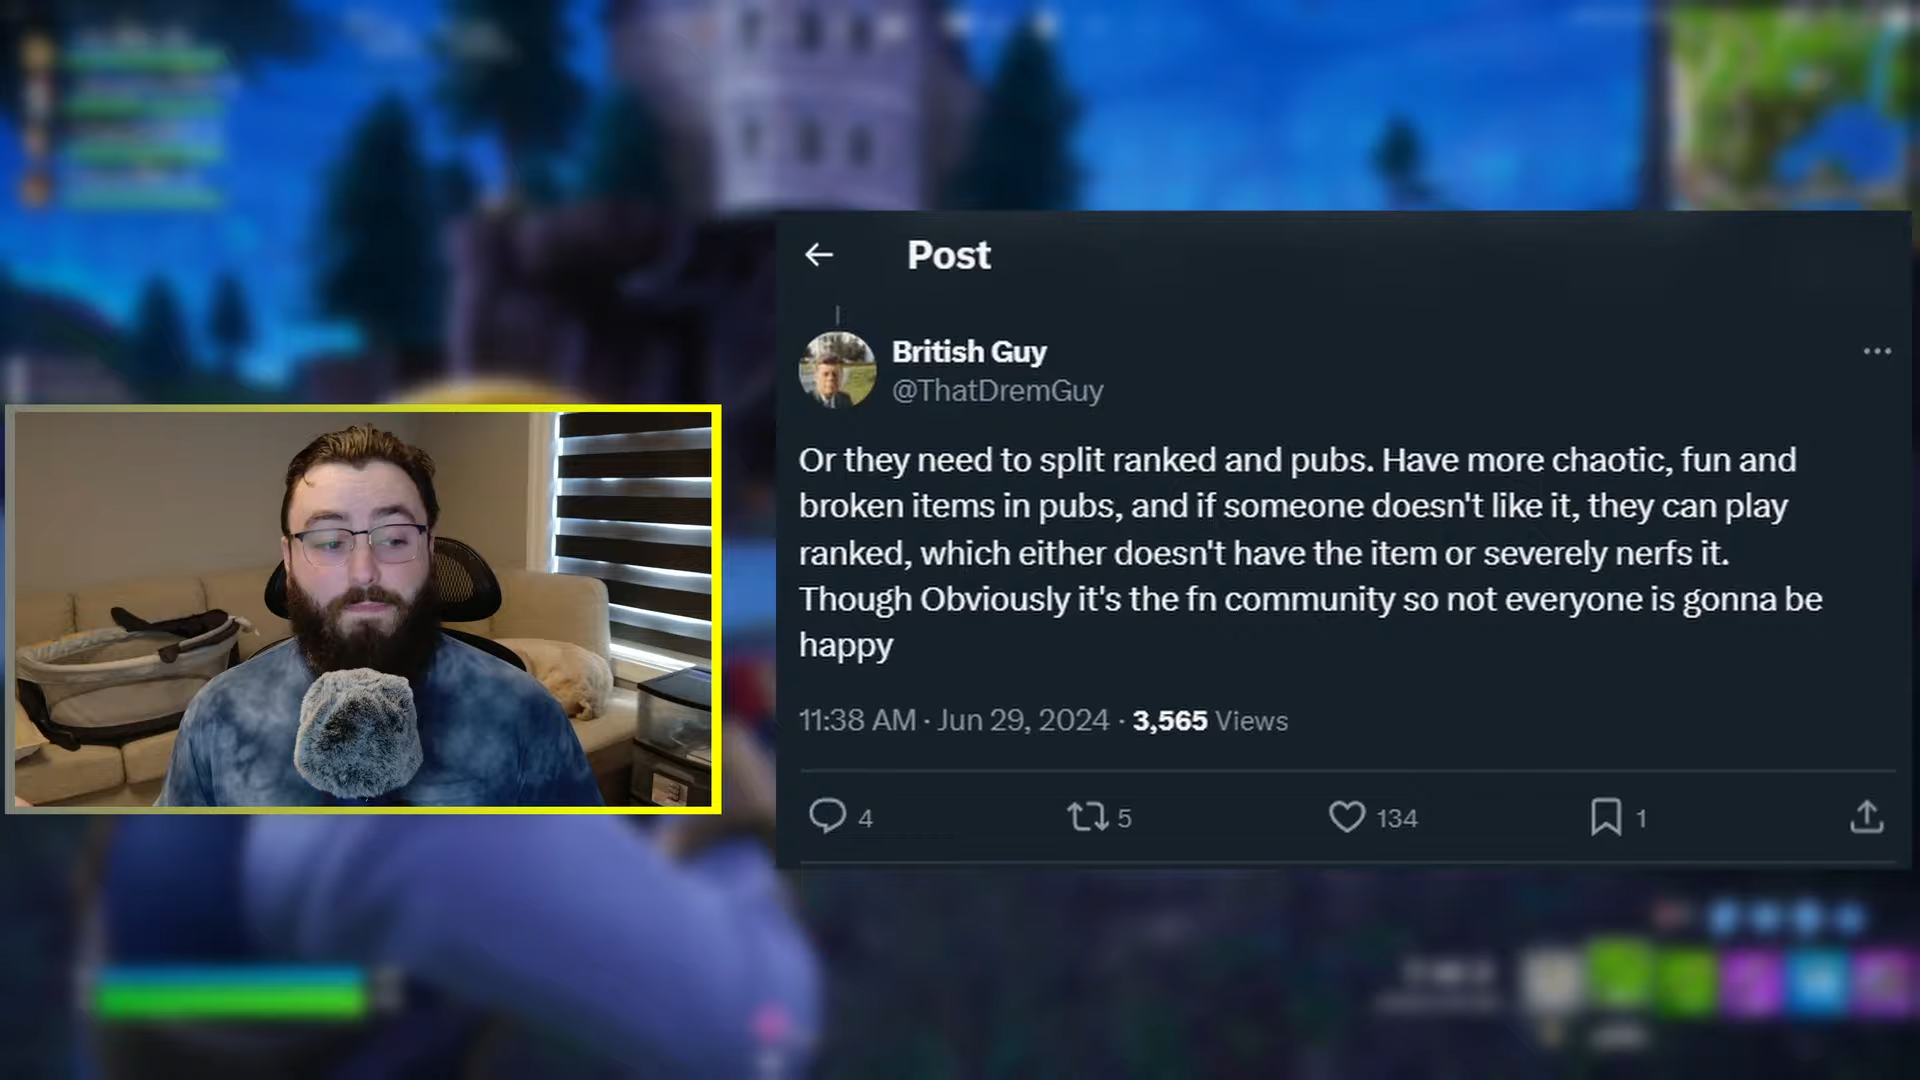 Post
British Guy
@ThatDremGuy
Or they need to split ranked and pubs. Have more chaotic, fun and
broken items in pubs, and if someone doesn't like it, they can play
ranked, which either doesn't have the item or severely nerfs it.
Though Obviously it's the fn community so not everyone is gonna be
happy
11:38 AM · Jun 29, 2024 · 3,565 Views
4 5 134 1